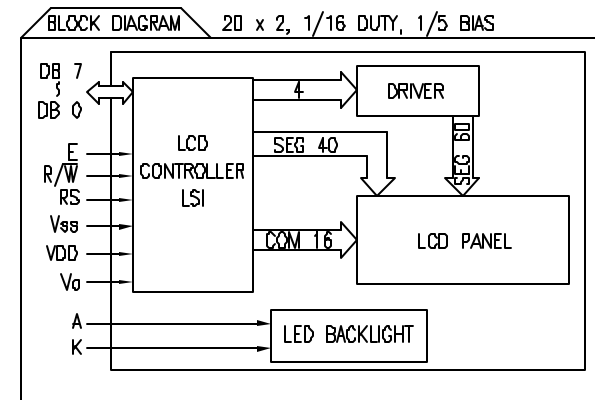 BLOCK DIAGRAM 20 x 2, 1/16 DUTY, 1/5 BIAS
DB 7
DB 0
E
R/W̅
RS
Vss
VDD
Vo
A
K
LCD
CONTROLLER
LSI
4
DRIVER
SEG 40
SEG 60
COM 16
LCD PANEL
LED BACKLIGHT